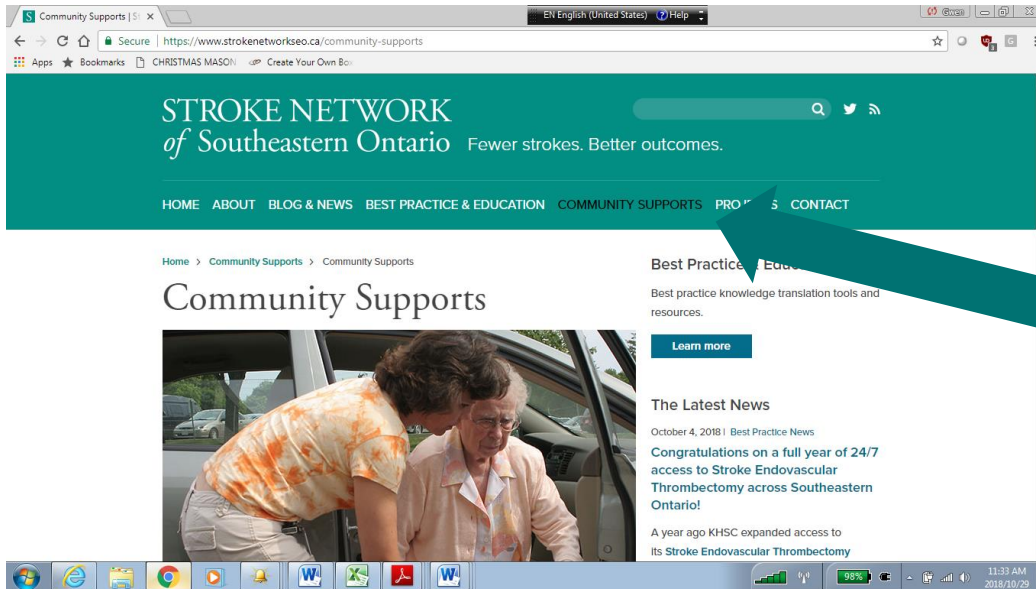 Community Supports | S
EN English (United States) Help
Gwen
Secure | https://www.strokenetworkseo.ca/community-supports
Apps Bookmarks CHRISTMAS MASON Create Your Own Bo
STROKE NETWORK
of Southeastern Ontario Fewer strokes. Better outcomes.
HOME ABOUT BLOG & NEWS BEST PRACTICE & EDUCATION COMMUNITY SUPPORTS CONTACT
Home > Community Supports > Community Supports
Community Supports
Best Practice
Best practice knowledge translation tools and
resources.
Learn more
The Latest News
October 4, 2018 | Best Practice News
Congratulations on a full year of 24/7
access to Stroke Endovascular
Thrombectomy across Southeastern
Ontario!
A year ago KHSC expanded access to
its Stroke Endovascular Thrombectomy
98%
11:33 AM
2018/10/29